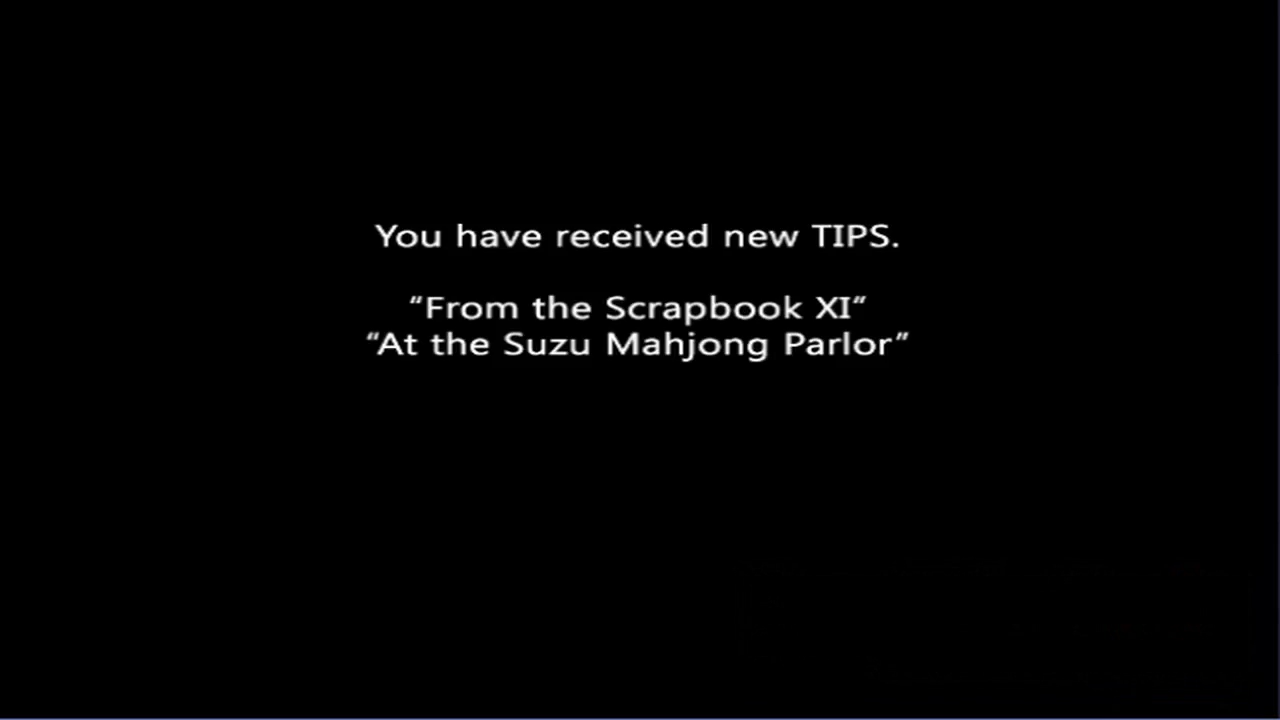 You have received new TIPS.
“From the Scrapbook XI“
“At the Suzu Mahjong Parlor”